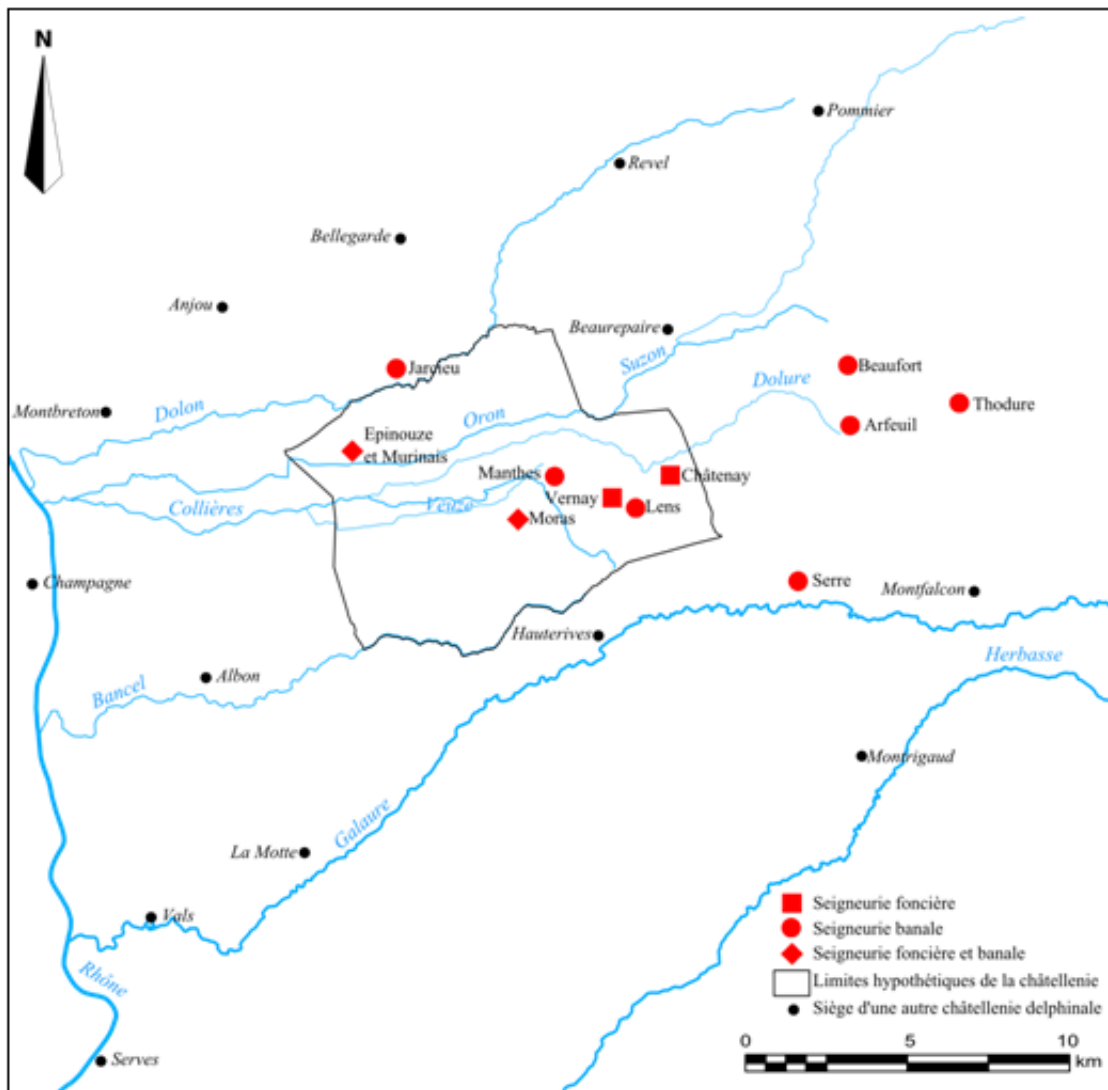 N
Pommier
Revel
Bellegarde
Anjou
Beaurepaire
Suzon
Jarcieu
Beaufort
Dolure
Thodure
Montbreton
Dolon
Oron
Arfeuil
Epinouze
et Murinais
Manthes
Châtenay
Vernay
Lens
Collières
Veuze
Moras
Champagne
Serre
Montfalcon
Hauterives
Herbasse
Albon
Bancel
Montrigaud
Galaure
La Motte
Vals
Rhône
Serves
Seigneurie foncière
Seigneurie banale
Seigneurie foncière et banale
Limites hypothétiques de la châtellenie
Siège d'une autre châtellenie delphinale
0 5 10
km